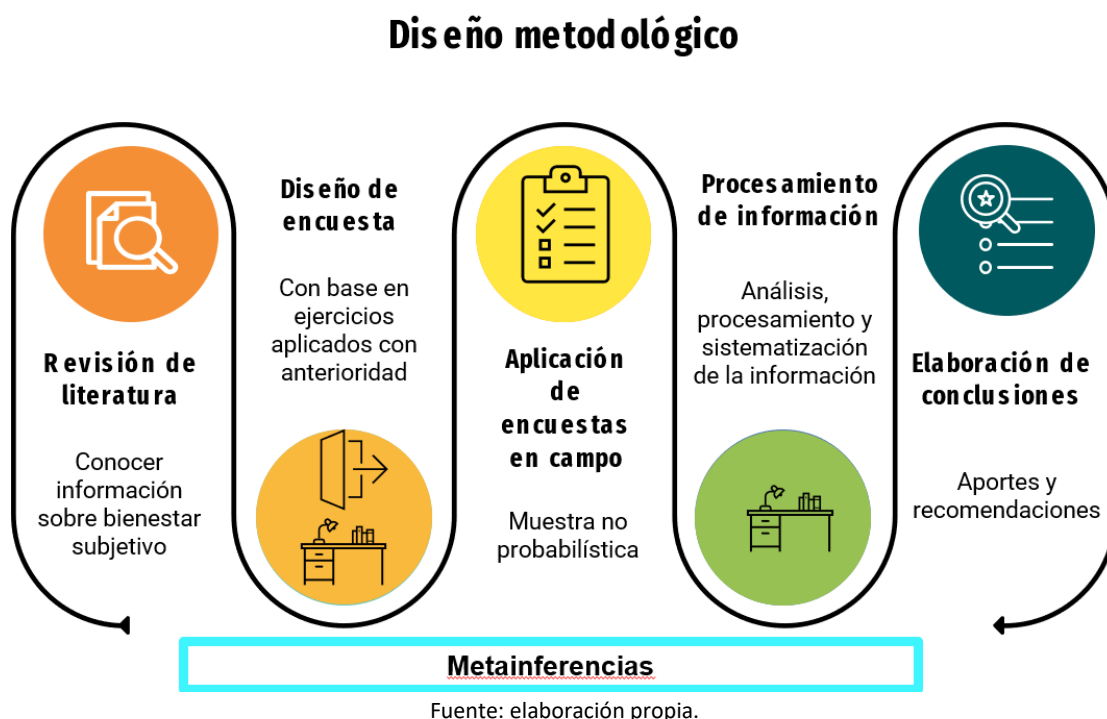 Diseño metodológico
Revisión de
literatura
Conocer
información
sobre bienestar
subjetivo
Diseño de
encuesta
Con base en
ejercicios
aplicados con
anterioridad
Aplicación
de
encuestas
en campo
Muestra no
probabilística
Procesamiento
de información
Análisis,
procesamiento y
sistematización
de la información
Elaboración de
conclusiones
Aportes y
recomendaciones
Metainferencias
Fuente: elaboración propia.